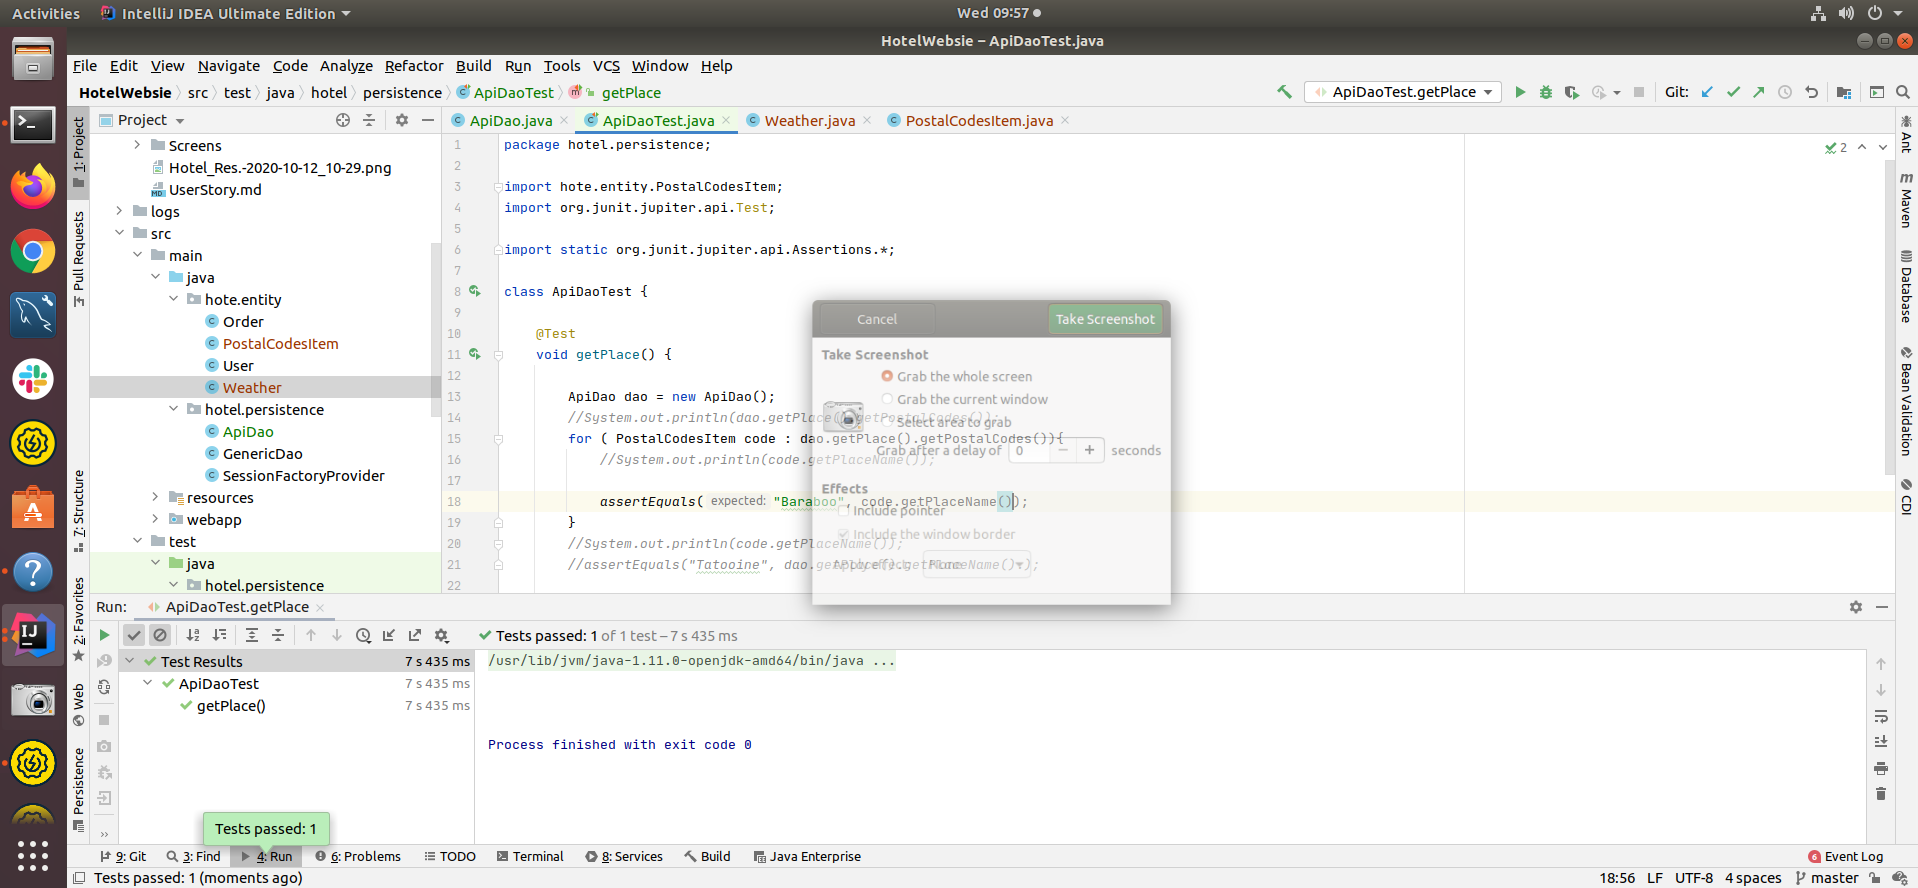 Activities IntelliJ IDEA Ultimate Edition Wed 09:57
HotelWebsie – ApiDaoTest.java
File Edit View Navigate Code Analyze Refactor Build Run Tools VCS Window Help
HotelWebsie src test java hotel persistence ApiDaoTest m getPlace ApiDaoTest.getPlace Git:
1: Project
Pull Requests
7: Structure
2: Favorites
Web
Persistence
Project
Screens
Hotel_Res.-2020-10-12_10-29.png
UserStory.md
logs
src
main
java
hote.entity
Order
PostalCodesItem
User
Weather
hotel.persistence
ApiDao
GenericDao
SessionFactoryProvider
resources
webapp
test
java
hotel.persistence
ApiDao.java ApiDaoTest.java Weather.java PostalCodesItem.java
2
1 package hotel.persistence;
2
3 import hote.entity.PostalCodesItem;
4 import org.junit.jupiter.api.Test;
5
6 import static org.junit.jupiter.api.Assertions.*;
7
8 class ApiDaoTest {
9
10 @Test
11 void getPlace() {
12
13 ApiDao dao = new ApiDao();
14 //System.out.println(dao.getPlace().getPostalCodes());
15 for ( PostalCodesItem code : dao.getPlace().getPostalCodes()){
16 //System.out.println(code.getPlaceName());
17
18 assertEquals( expected: "Baraboo", code.getPlaceName());
19 }
20 //System.out.println(code.getPlaceName());
21 //assertEquals("Tatooine", dao.getPlace().getPlaceName());
22
Cancel Take Screenshot
Take Screenshot
Grab the whole screen
Grab the current window
Select area to grab
Grab after a delay of 0 − + seconds
Effects
Include pointer
Include the window border
Apply effect: None
Ant
Maven
Database
Bean Validation
CDI
Run: ApiDaoTest.getPlace
Tests passed: 1 of 1 test – 7 s 435 ms
Test Results 7 s 435 ms
ApiDaoTest 7 s 435 ms
getPlace() 7 s 435 ms
/usr/lib/jvm/java-1.11.0-openjdk-amd64/bin/java ...
Process finished with exit code 0
Tests passed: 1
9: Git 3: Find 4: Run 6: Problems TODO Terminal 8: Services Build Java Enterprise 6 Event Log
Tests passed: 1 (moments ago) 18:56 LF UTF-8 4 spaces master